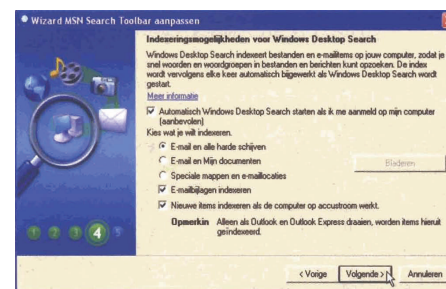 Wizard MSN Search Toolbar aanpassen
Indexeringsmogelijkheden voor Windows Desktop Search
Windows Desktop Search indexeert bestanden en e-mailitems op jouw computer, zodat je
snel woorden en woordgroepen in bestanden en berichten kunt opzoeken. De index
wordt vervolgens elke keer automatisch bijgewerkt als Windows Desktop Search wordt
gestart.
Meer informatie
Automatisch Windows Desktop Search starten als ik me aanmeld op mijn computer
(aanbevolen)
Kies wat je wilt indexeren.
E-mail en alle harde schijven
E-mail en Mijn documenten
Speciale mappen en e-maillocaties
Bladeren
E-mailbijlagen indexeren
Nieuwe items indexeren als de computer op accustroom werkt.
Opmerkin Alleen als Outlook en Outlook Express draaien, worden items hieruit
geïndexeerd.
1 2 3 4 5
< Vorige Volgende > Annuleren